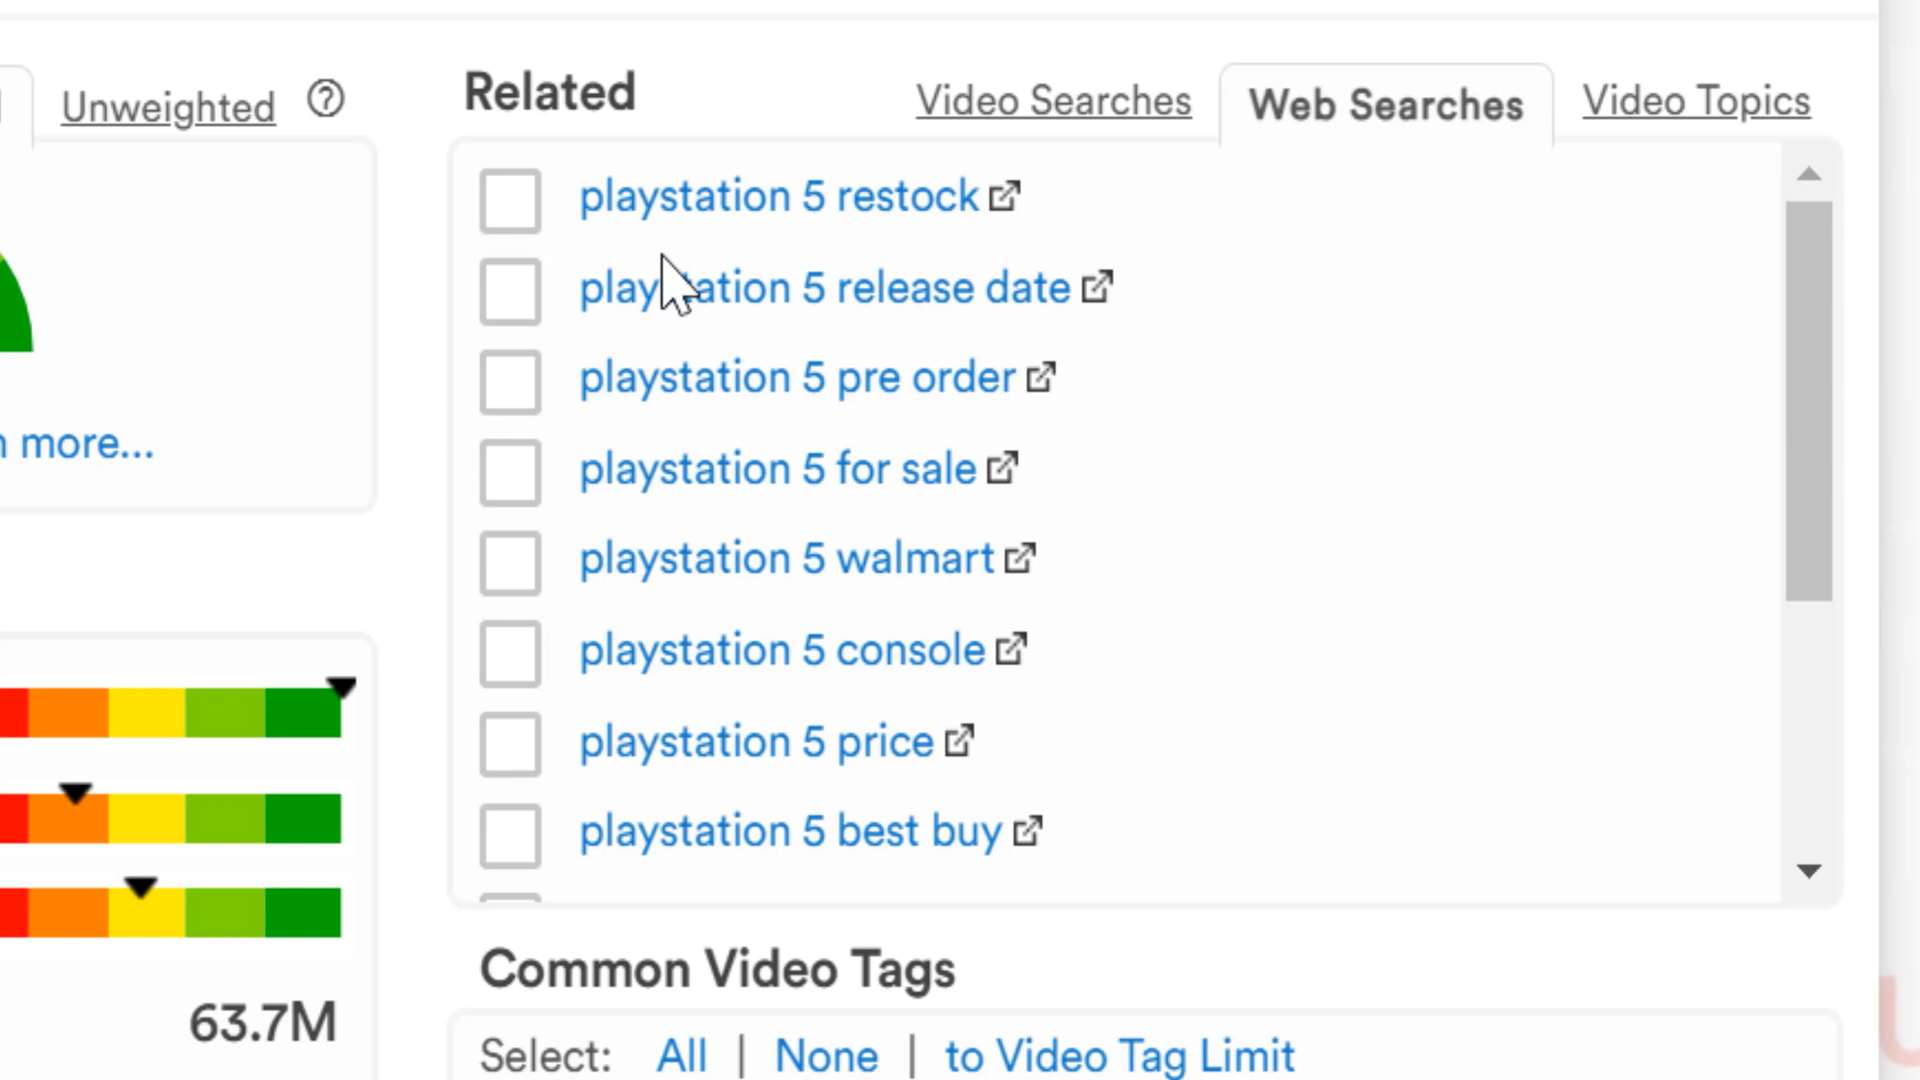 Unweighted
Related
Video Searches
Web Searches
Video Topics
playstation 5 restock
playstation 5 release date
playstation 5 pre order
playstation 5 for sale
playstation 5 walmart
playstation 5 console
playstation 5 price
playstation 5 best buy
more...
63.7M
Common Video Tags
Select: All | None | to Video Tag Limit